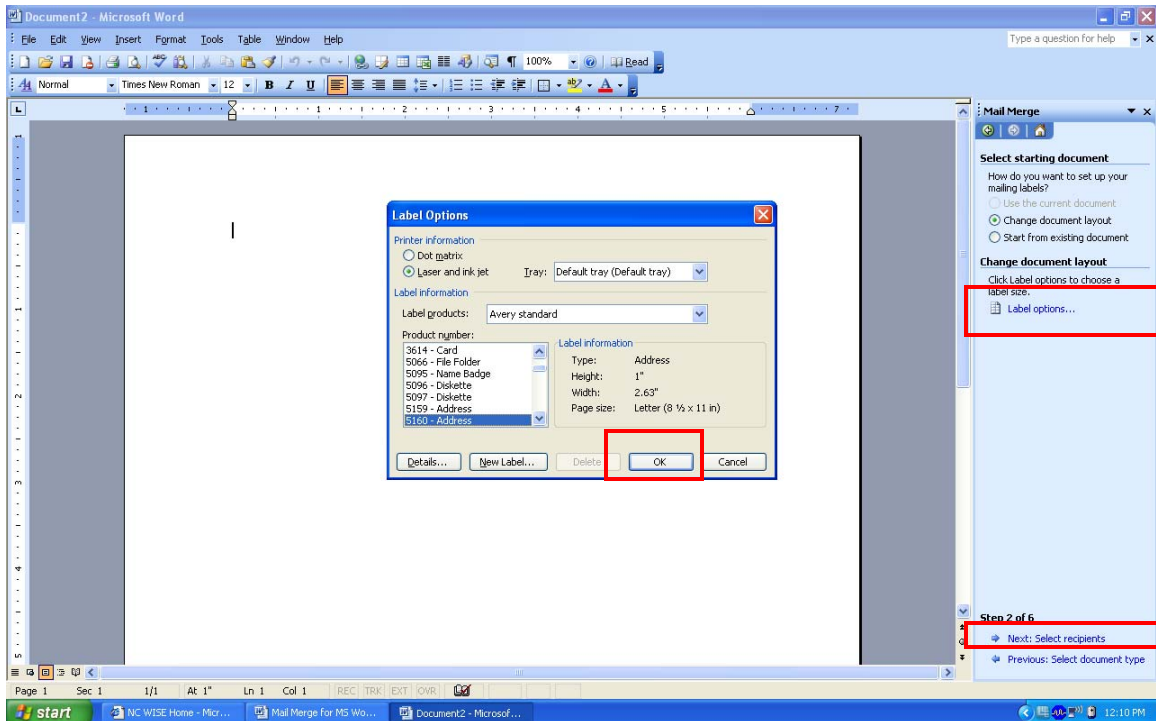 Document2 - Microsoft Word
File Edit View Insert Format Tools Table Window Help
Type a question for help
100% Read
Normal Times New Roman 12 B I U
1 1 2 3 4 5 7
Mail Merge
Select starting document
How do you want to set up your
mailing labels?
Use the current document
Change document layout
Start from existing document
Change document layout
Click Label options to choose a
label size.
Label options...
Label Options
Printer information
Dot matrix
Laser and ink jet Tray: Default tray (Default tray)
Label information
Label products: Avery standard
Product number:
3614 - Card
5066 - File Folder
5095 - Name Badge
5096 - Diskette
5097 - Diskette
5159 - Address
5160 - Address
Label information
Type: Address
Height: 1"
Width: 2.63"
Page size: Letter (8 ½ x 11 in)
Details... New Label... Delete OK Cancel
Step 2 of 6
Next: Select recipients
Previous: Select document type
Page 1 Sec 1 1/1 At 1" Ln 1 Col 1 REC TRK EXT OVR
start NC WISE Home - Micr... Mail Merge for MS Wo... Document2 - Microsof... 12:10 PM